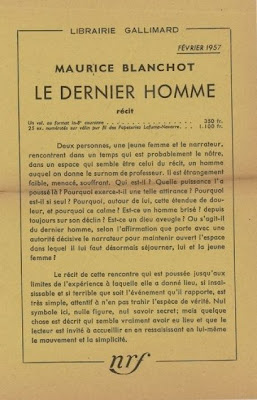 LIBRAIRIE GALLIMARD
FÉVRIER 1957
MAURICE BLANCHOT
LE DERNIER HOMME
récit
Un vol. au format in-8° couronne 350 fr.
25 ex. numérotés sur vélin pur fil des Papeteries Lafuma-Navarre. 1.100 fr.
Deux personnes, une jeune femme et le narrateur,
rencontrent dans un temps qui est probablement le nôtre,
dans un espace qui semble être celui du récit, un homme
auquel on donne le surnom de professeur. Il est étrangement
faible, menacé, souffrant. Qui est-il ? Quelle puissance l'a
poussé là ? Pourquoi exerce-t-il une telle attirance ? Pourquoi
est-il si seul ? Pourquoi, autour de lui, cette étendue de dou-
leur, et pourquoi ce calme ? Est-ce un homme brisé ? depuis
toujours sur son déclin ? Est-ce un dieu aveugle ? Ou s'agit-il
du dernier homme, selon l'affirmation que porte avec une
autorité décisive le narrateur pour maintenir ouvert l'espace
dans lequel il lui faut désormais séjourner, lui et la jeune
femme ?
Le récit de cette rencontre qui est poussée jusqu'aux
limites de l'expérience à laquelle elle a donné lieu, si insai-
sissable et si terrible que soit l'événement qu'il rapporte, est
très simple, attentif à n'en pas trahir l'espèce de vérité. Nul
symbole ici, nulle figure, nul savoir secret ; mais quelque
chose est décrit qui semble vraiment avoir eu lieu et que le
lecteur est invité à accueillir en en ressaisissant en lui-même
le mouvement et la simplicité.
nrf